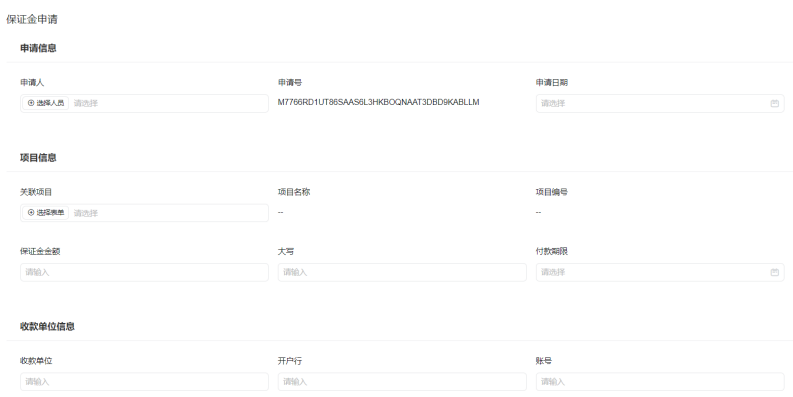 保证金申请
申请信息
申请人 申请号 申请日期
选择人员 请选择 M7766RD1UT86SAAS6L3HKBOQNAAT3DBD9KABLLM 请选择
项目信息
关联项目 项目名称 项目编号
选择表单 请选择 -- --
保证金金额 大写 付款期限
请输入 请输入 请选择
收款单位信息
收款单位 开户行 账号
请输入 请输入 请输入